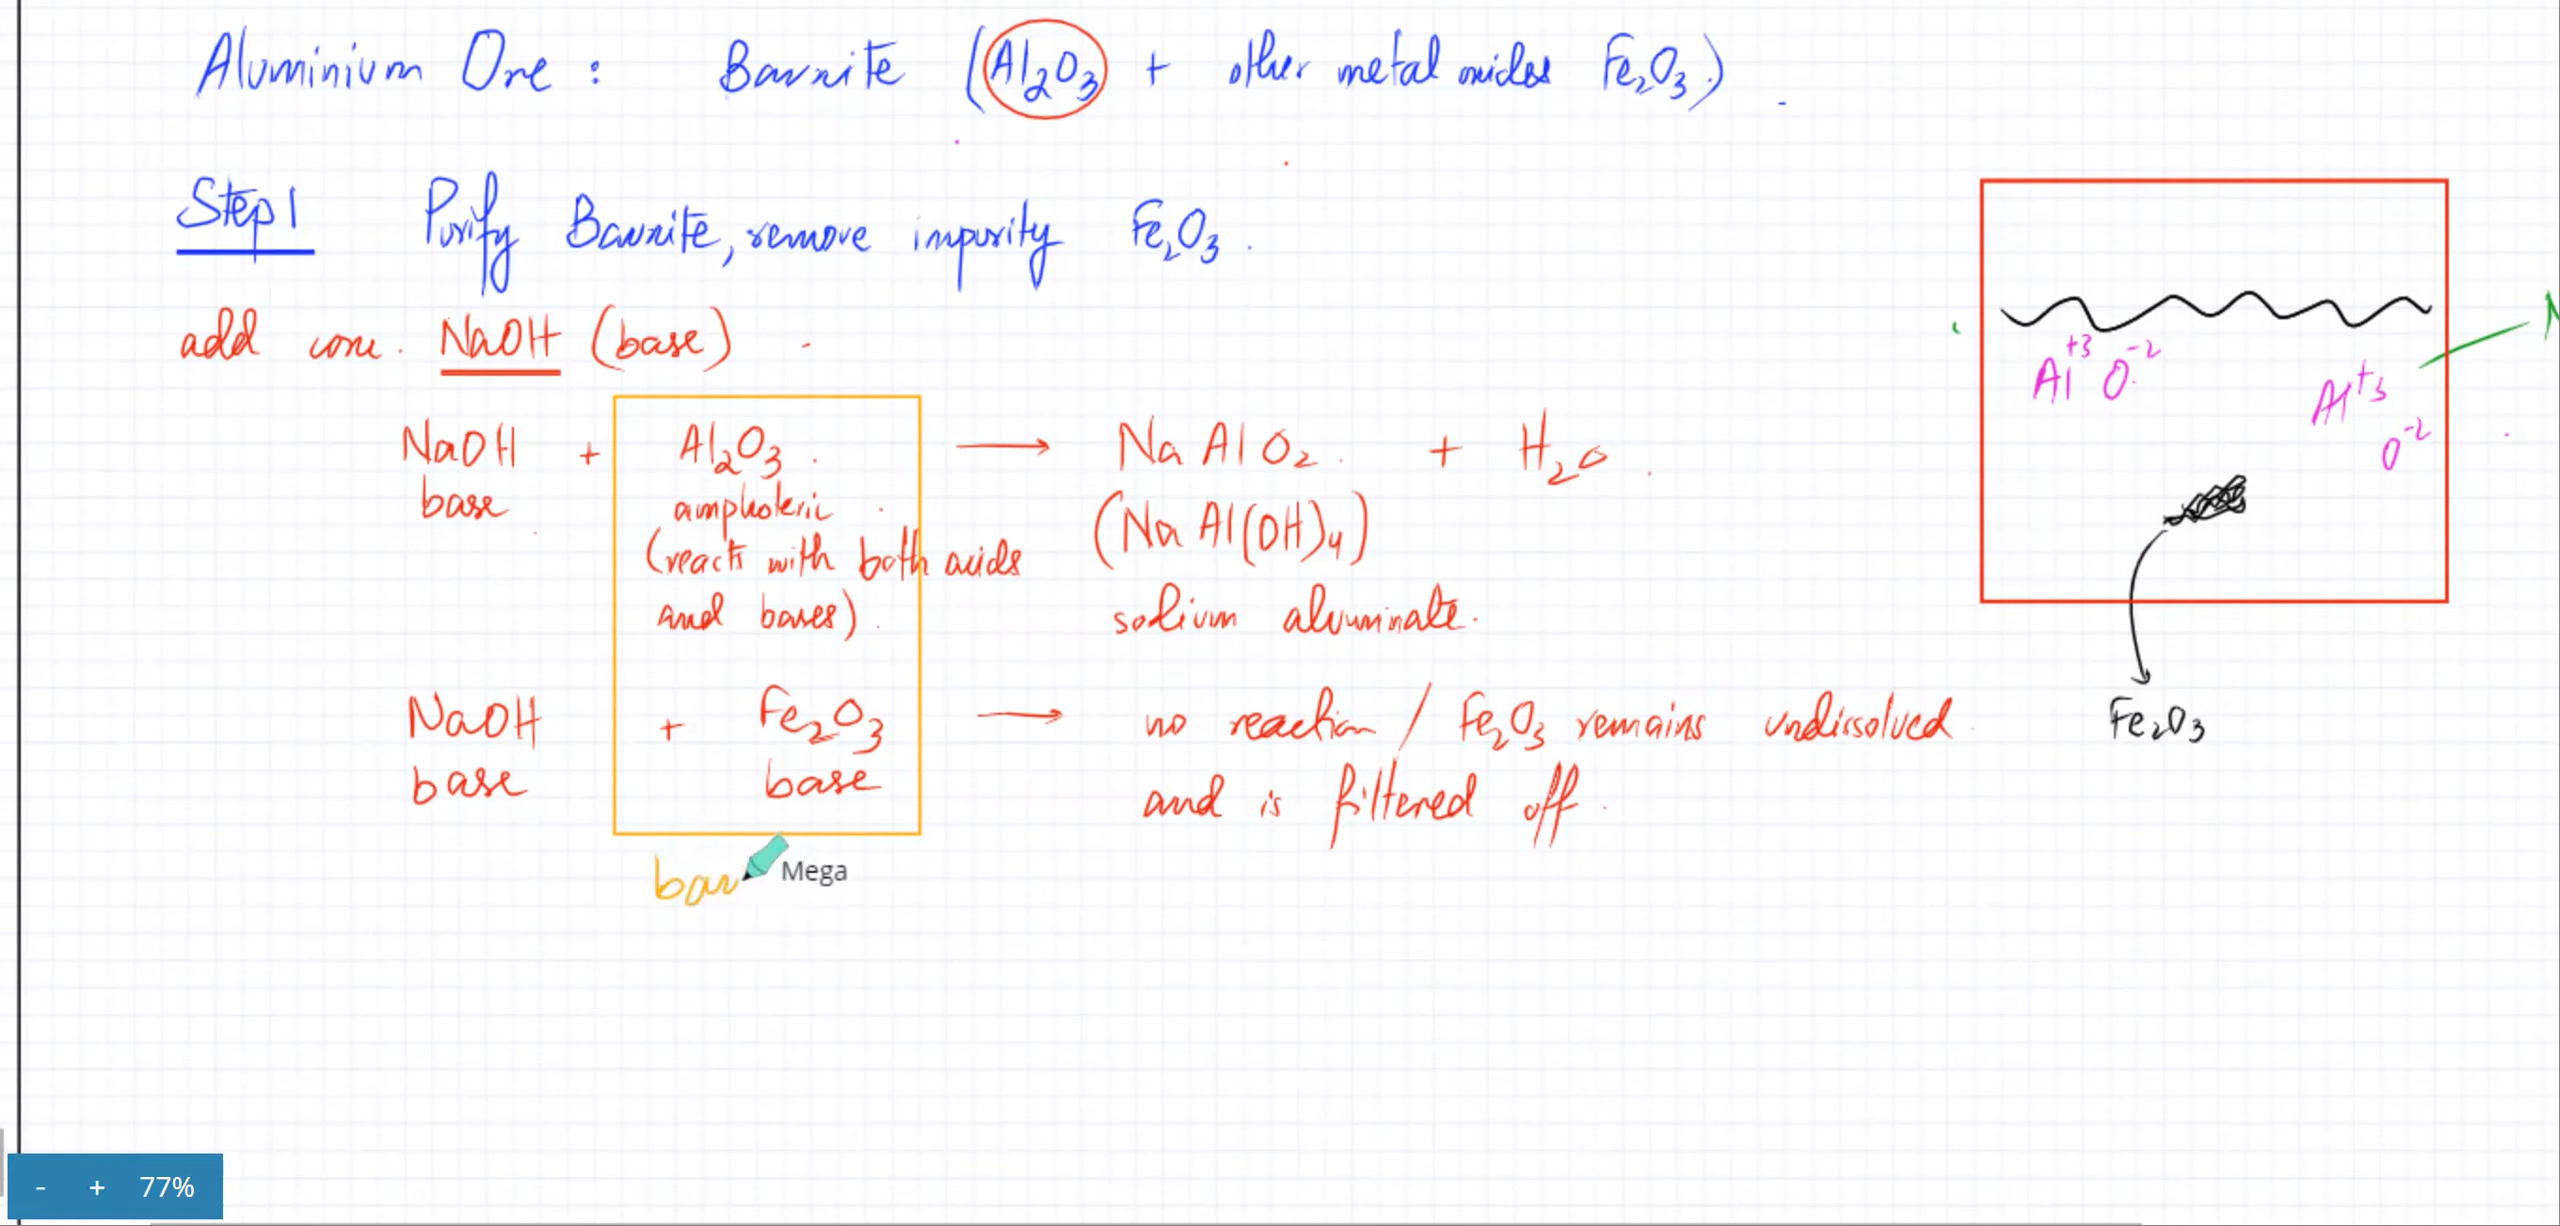 Aluminium Ore : Bauxite (Al₂O₃ + other metal oxides Fe₂O₃)
Step 1 Purify Bauxite, remove impurity Fe₂O₃.
add conc. NaOH (base)
NaOH + Al₂O₃ → NaAlO₂ + H₂O
base amphoteric (NaAl(OH)₄)
(reacts with both acids
and bases) sodium aluminate.
NaOH + Fe₂O₃ → no reaction / Fe₂O₃ remains undissolved
base base and is filtered off.
Mega
Al⁺³ O⁻²
Al⁺³
O⁻²
Fe₂O₃
- + 77%